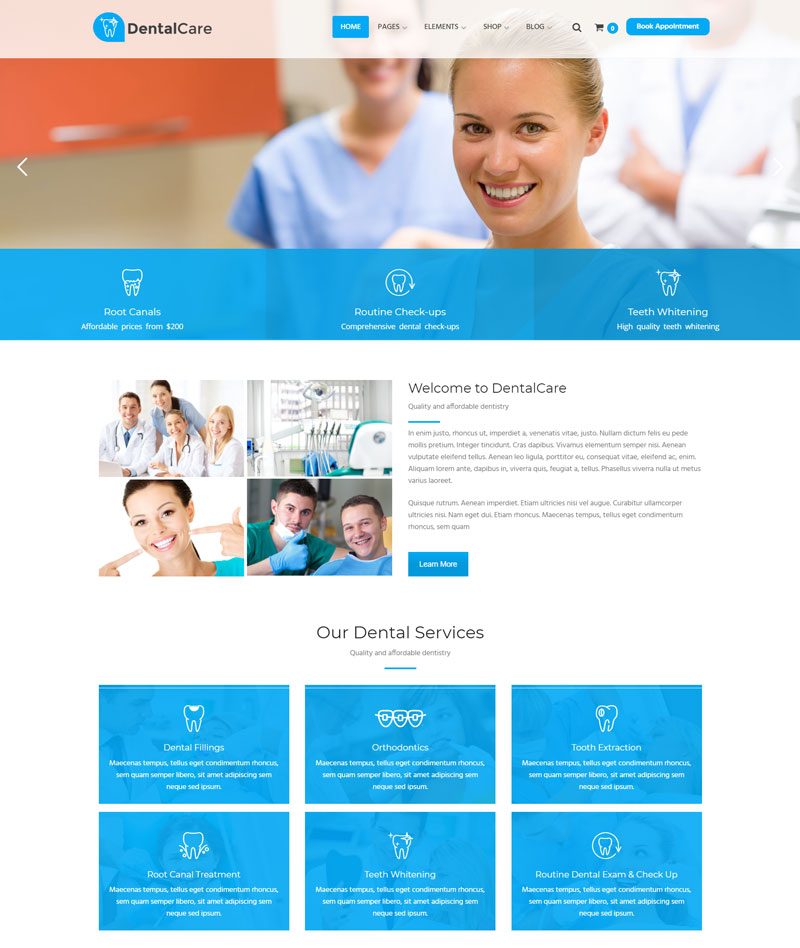 DentalCare
HOME PAGES ELEMENTS SHOP BLOG 0 Book Appointment
Root Canals
Affordable prices from $200
Routine Check-ups
Comprehensive dental check-ups
Teeth Whitening
High quality teeth whitening
Welcome to DentalCare
Quality and affordable dentistry
In enim justo, rhoncus ut, imperdiet a, venenatis vitae, justo. Nullam dictum felis eu pede
mollis pretium. Integer tincidunt. Cras dapibus. Vivamus elementum semper nisi. Aenean
vulputate eleifend tellus. Aenean leo ligula, porttitor eu, consequat vitae, eleifend ac, enim.
Aliquam lorem ante, dapibus in, viverra quis, feugiat a, tellus. Phasellus viverra nulla ut metus
varius laoreet.
Quisque rutrum. Aenean imperdiet. Etiam ultricies nisi vel augue. Curabitur ullamcorper
ultricies nisi. Nam eget dui. Etiam rhoncus. Maecenas tempus, tellus eget condimentum
rhoncus, sem quam
Learn More
Our Dental Services
Quality and affordable dentistry
Dental Fillings
Maecenas tempus, tellus eget condimentum rhoncus,
sem quam semper libero, sit amet adipiscing sem
neque sed ipsum.
Orthodontics
Maecenas tempus, tellus eget condimentum rhoncus,
sem quam semper libero, sit amet adipiscing sem
neque sed ipsum.
Tooth Extraction
Maecenas tempus, tellus eget condimentum rhoncus,
sem quam semper libero, sit amet adipiscing sem
neque sed ipsum.
Root Canal Treatment
Maecenas tempus, tellus eget condimentum rhoncus,
sem quam semper libero, sit amet adipiscing sem
neque sed ipsum.
Teeth Whitening
Maecenas tempus, tellus eget condimentum rhoncus,
sem quam semper libero, sit amet adipiscing sem
neque sed ipsum.
Routine Dental Exam & Check Up
Maecenas tempus, tellus eget condimentum rhoncus,
sem quam semper libero, sit amet adipiscing sem
neque sed ipsum.